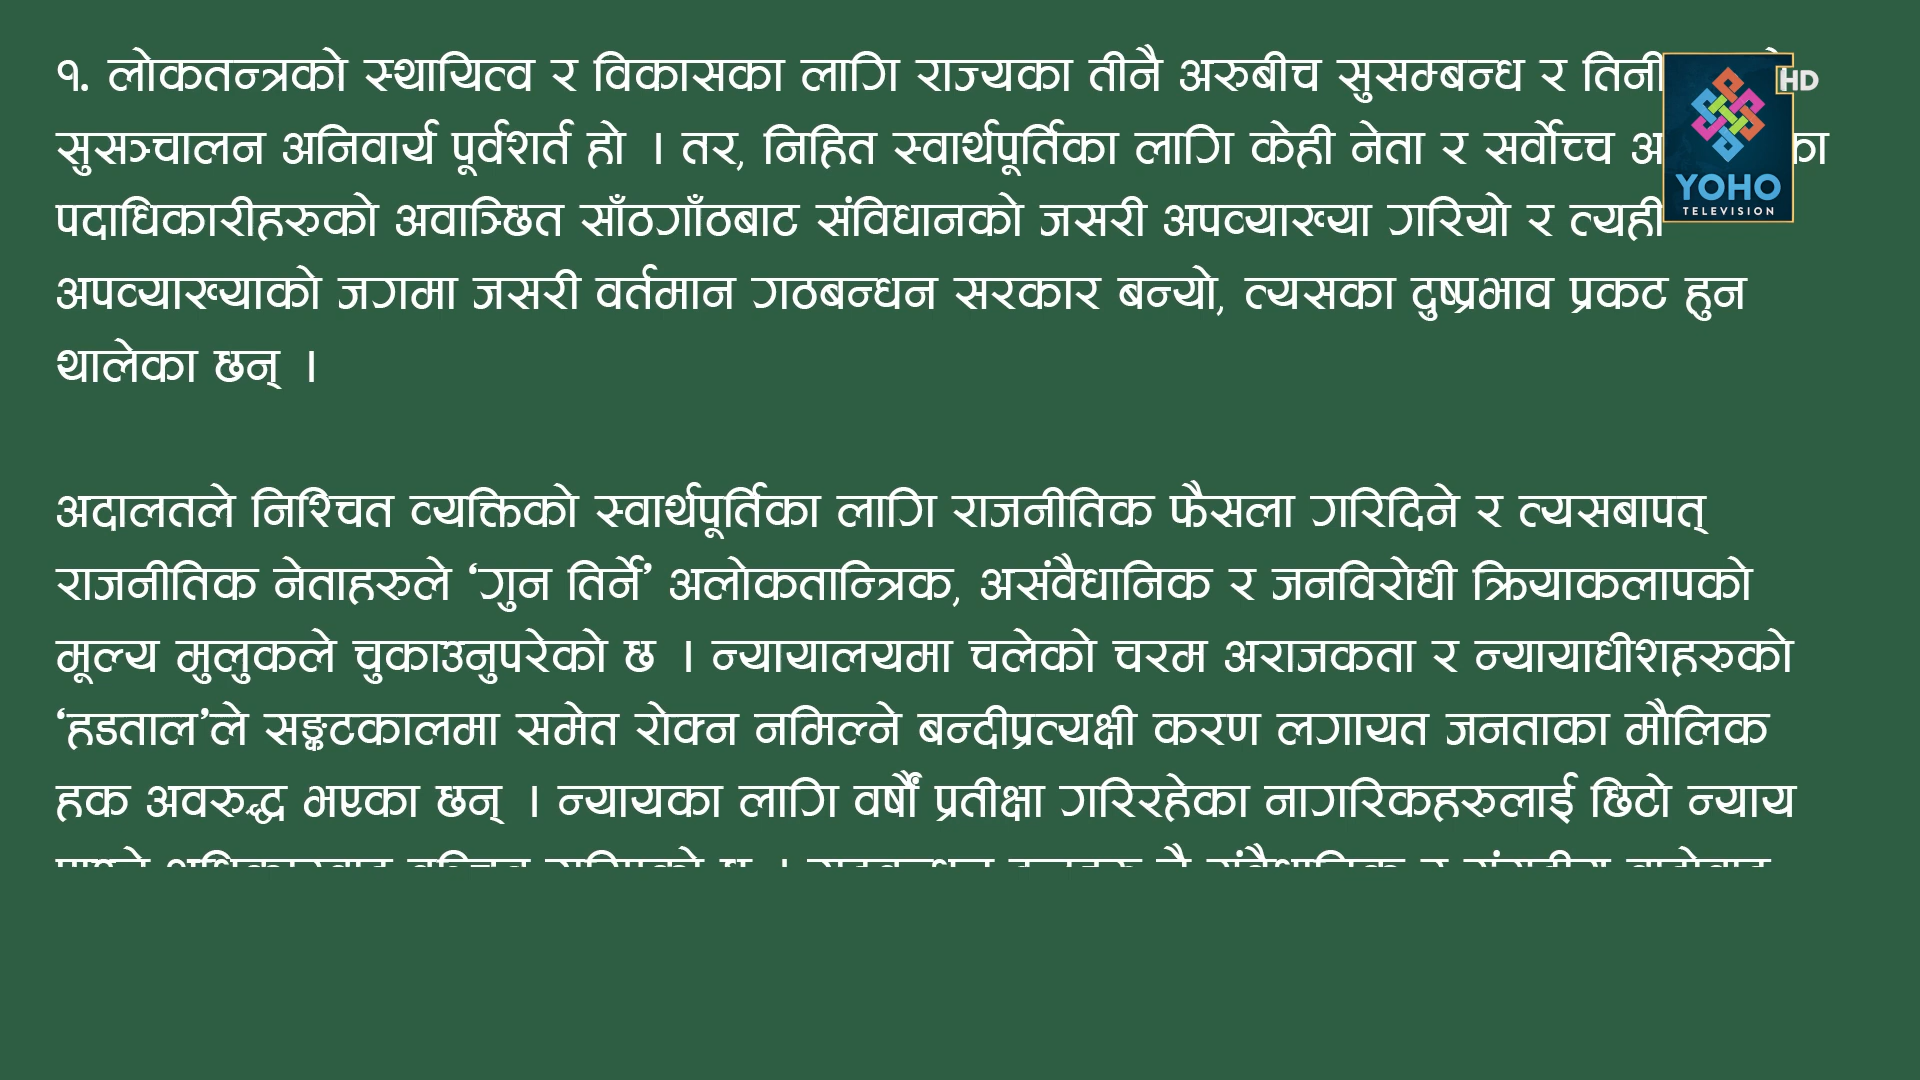 १. लोकतन्त्रको स्थायित्व र विकासका लागि राज्यका तीनै अरुबीच सुसम्बन्ध र
HD
सुसञ्चालन अनिवार्य पूर्वशर्त हो । तर, निहित स्वार्थपूर्तिका लागि केही नेता र सर्वोच्च
YOHO
TELEVISION
पदाधिकारीहरुको अवाञ्छित साँठगाँठबाट संविधानको जसरी अपव्याख्या गरियो र त्यही
अपव्याख्याको जगमा जसरी वर्तमान गठबन्धन सरकार बन्यो, त्यसका दुष्प्रभाव प्रकट हुन
थालेका छन् ।
अदालतले निश्चित व्यक्तिको स्वार्थपूर्तिका लागि राजनीतिक फैसला गरिदिने र त्यसबापत्
राजनीतिक नेताहरुले ‘गुन तिर्ने’ अलोकतान्त्रिक, असंवैधानिक र जनविरोधी क्रियाकलापको
मूल्य मुलुकले चुकाउनुपरेको छ । न्यायालयमा चलेको चरम अराजकता र न्यायाधीशहरुको
‘हडताल’ले सङ्कटकालमा समेत रोक्न नमिल्ने बन्दीप्रत्यक्षी करण लगायत जनताका मौलिक
हक अवरुद्ध भएका छन् । न्यायका लागि वर्षौं प्रतीक्षा गरिरहेका नागरिकहरुलाई छिटो न्याय